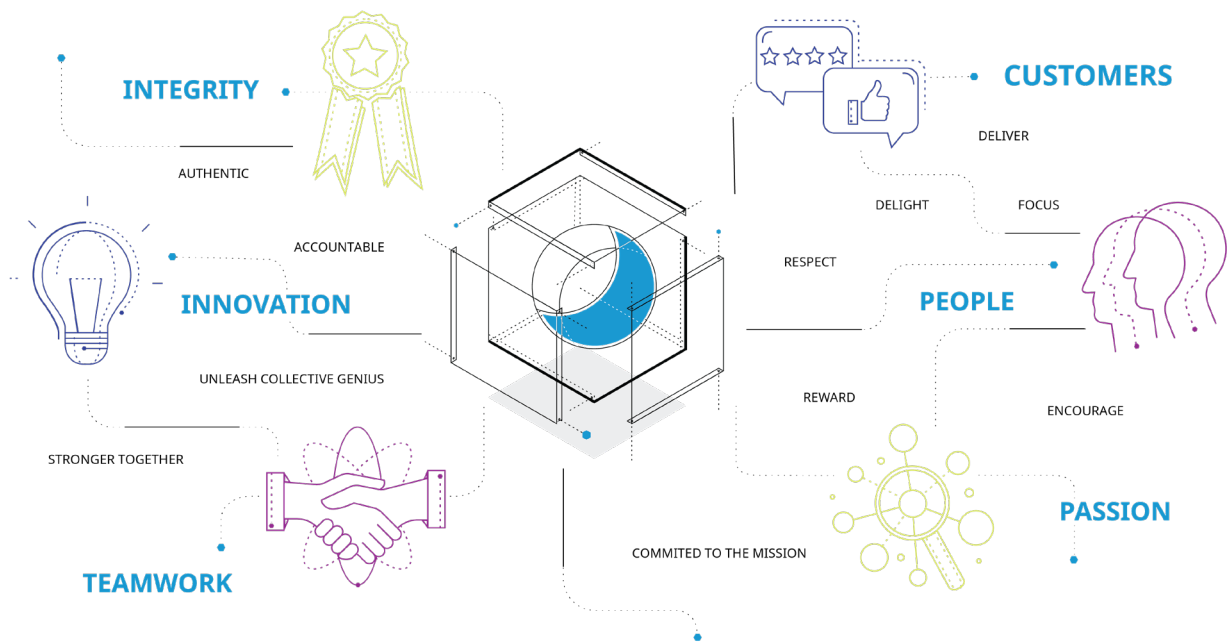 INTEGRITY
CUSTOMERS
DELIVER
AUTHENTIC
DELIGHT
FOCUS
ACCOUNTABLE
RESPECT
INNOVATION
PEOPLE
UNLEASH COLLECTIVE GENIUS
REWARD
ENCOURAGE
STRONGER TOGETHER
PASSION
COMMITED TO THE MISSION
TEAMWORK